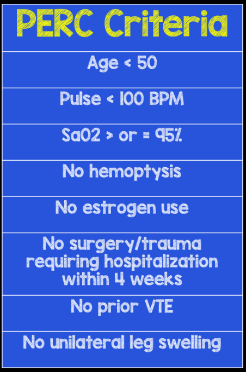 PERC Criteria
Age < 50
Pulse < 100 BPM
SaO2 > or = 95%
No hemoptysis
No estrogen use
No surgery/trauma
requiring hospitalization
within 4 weeks
No prior VTE
No unilateral leg swelling